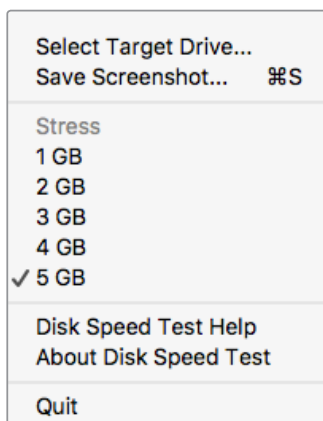 Select Target Drive...
Save Screenshot... ⌘S
Stress
1 GB
2 GB
3 GB
4 GB
✓ 5 GB
Disk Speed Test Help
About Disk Speed Test
Quit